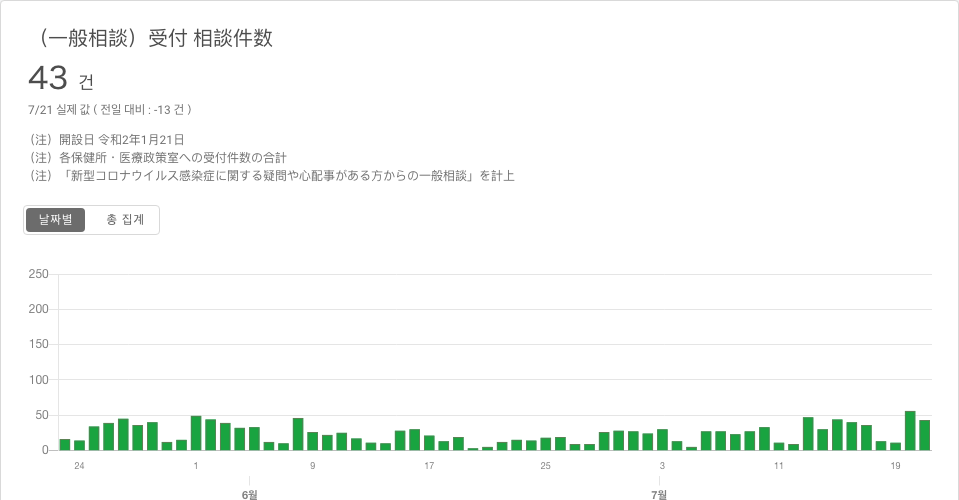 （一般相談）受付 相談件数
43 건
7/21 실제 값 ( 전일 대비 : -13 건 )
（注）開設日 令和2年1月21日
（注）各保健所・医療政策室への受付件数の合計
（注）「新型コロナウイルス感染症に関する疑問や心配事がある方からの一般相談」を計上
날짜별 총 집계
250
200
150
100
50
0
24 1 9 17 25 3 11 19
6월 7월